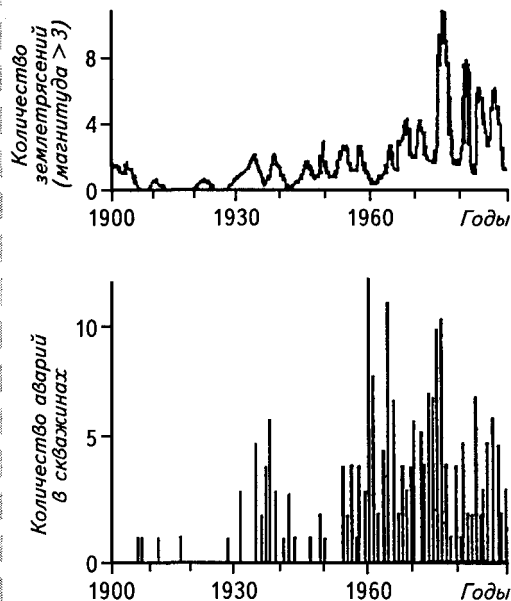 Количество
землетрясений
(магнитуда > 3)
8
4
0
1900 1930 1960 Годы
Количество аварий
в скважинах
10
5
0
1900 1930 1960 Годы